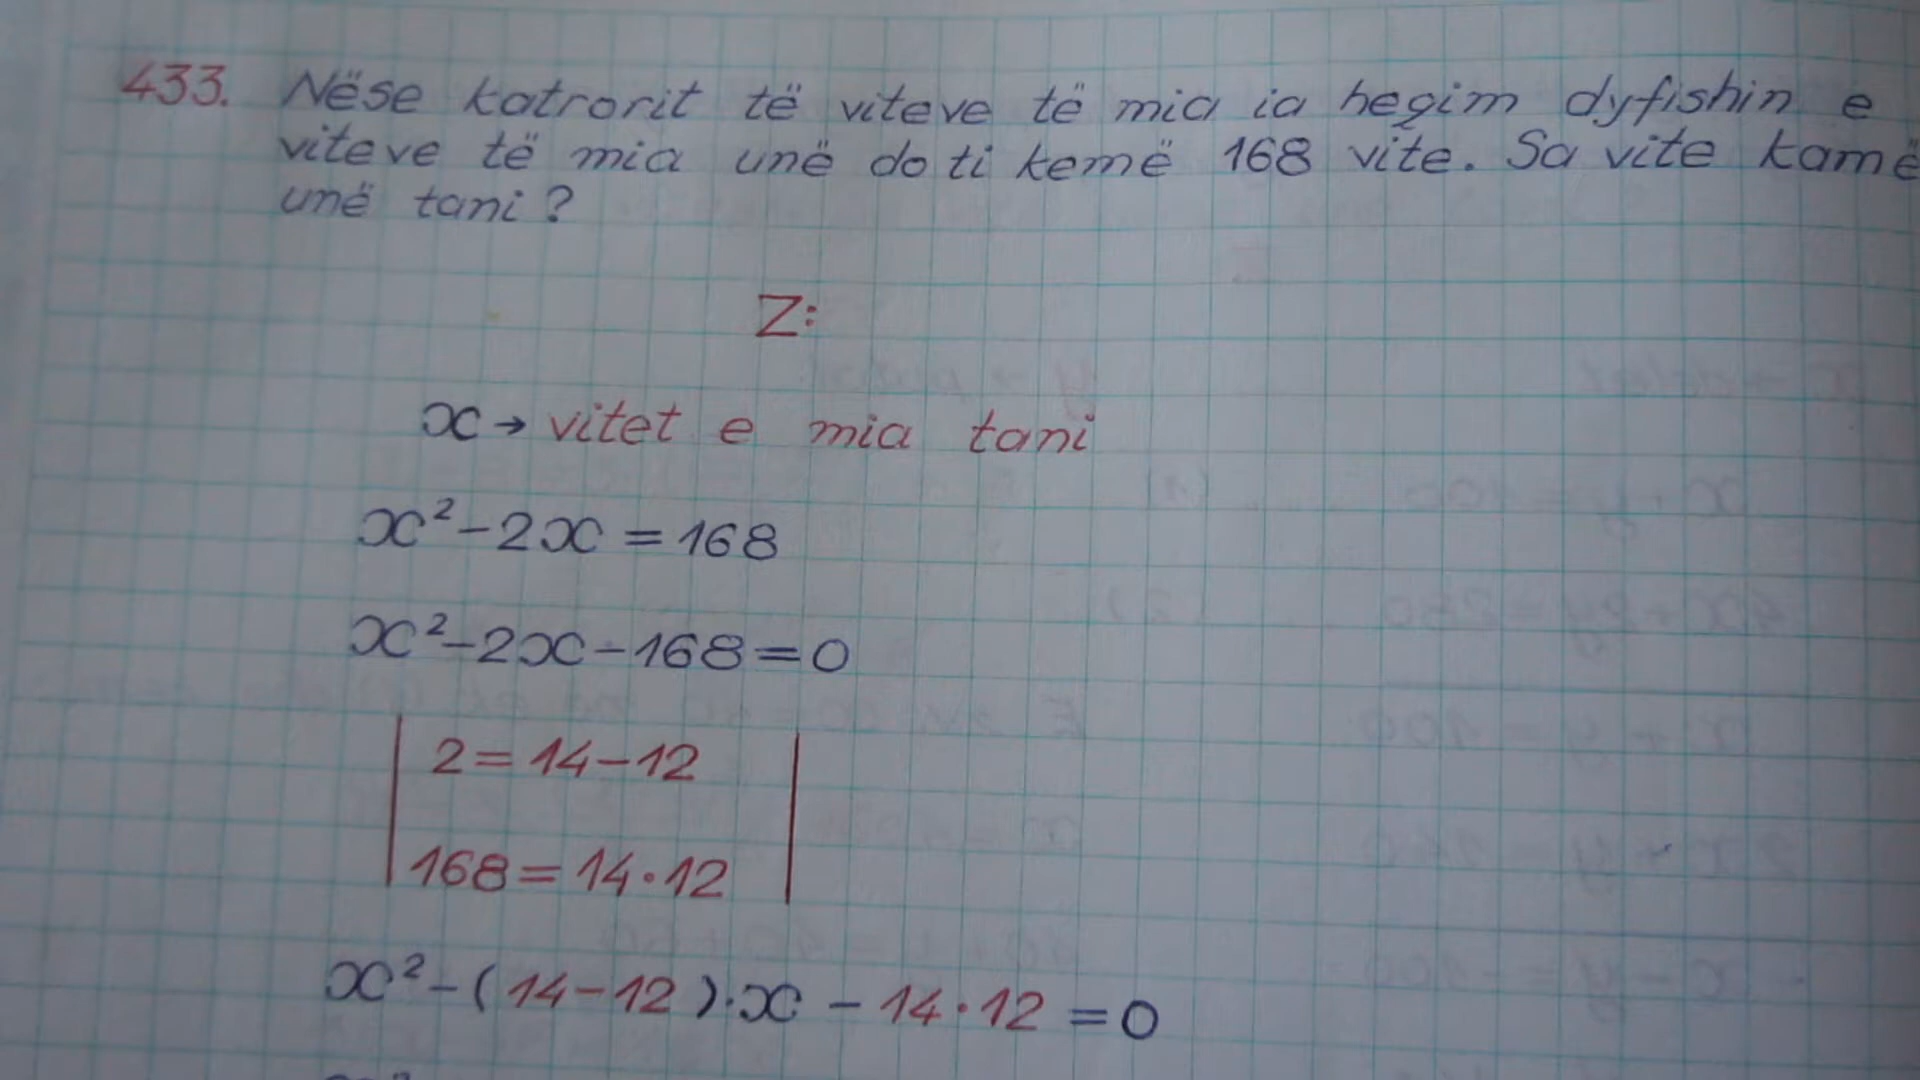 433. Nëse katrorit të viteve të mia ia heqim dyfishin e
viteve të mia unë do ti kemë 168 vite. Sa vite kamë
unë tani?
Z:
x → vitet e mia tani
x² - 2x = 168
x² - 2x - 168 = 0
2 = 14 - 12
168 = 14 · 12
x² - (14 - 12) · x - 14 · 12 = 0